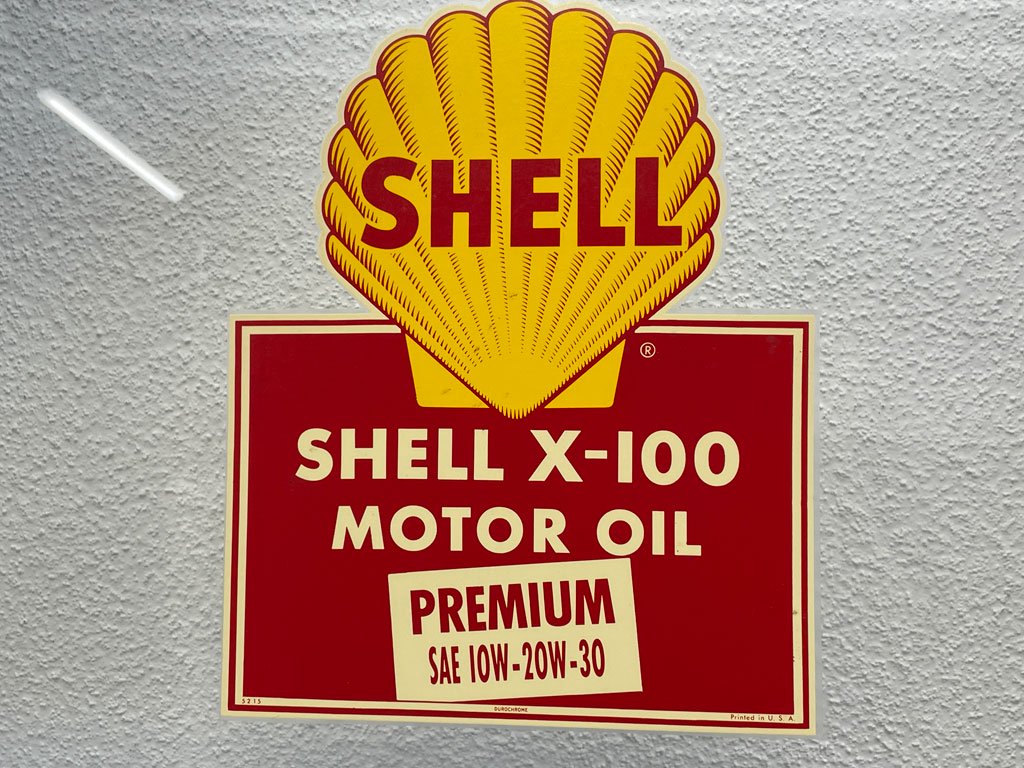 SHELL
®
SHELL X-100
MOTOR OIL
PREMIUM
SAE 10W-20W-30
5215
DUROCHROME
Printed in U. S. A.